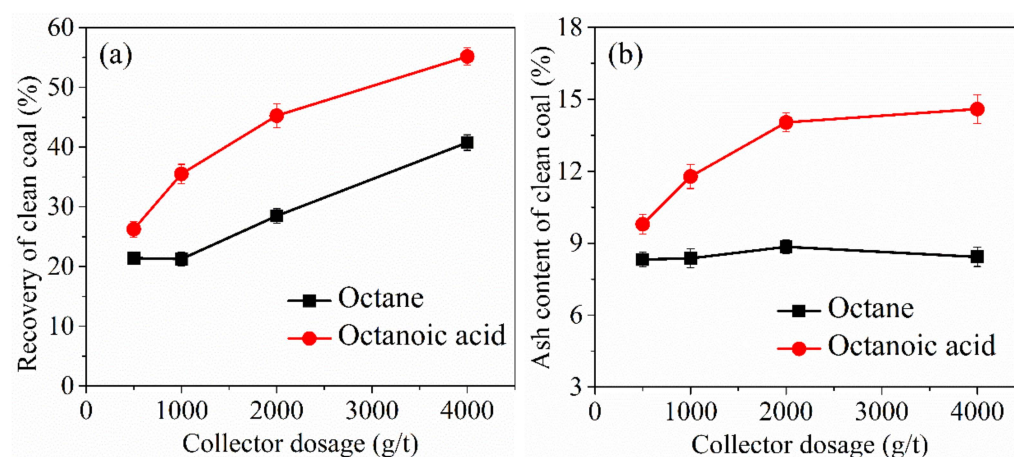 (a)
Recovery of clean coal (%)
60
50
40
30
20
10
0
Octane
Octanoic acid
0 1000 2000 3000 4000
Collector dosage (g/t)
(b)
Ash content of clean coal (%)
18
15
12
9
6
3
Octane
Octanoic acid
0 1000 2000 3000 4000
Collector dosage (g/t)